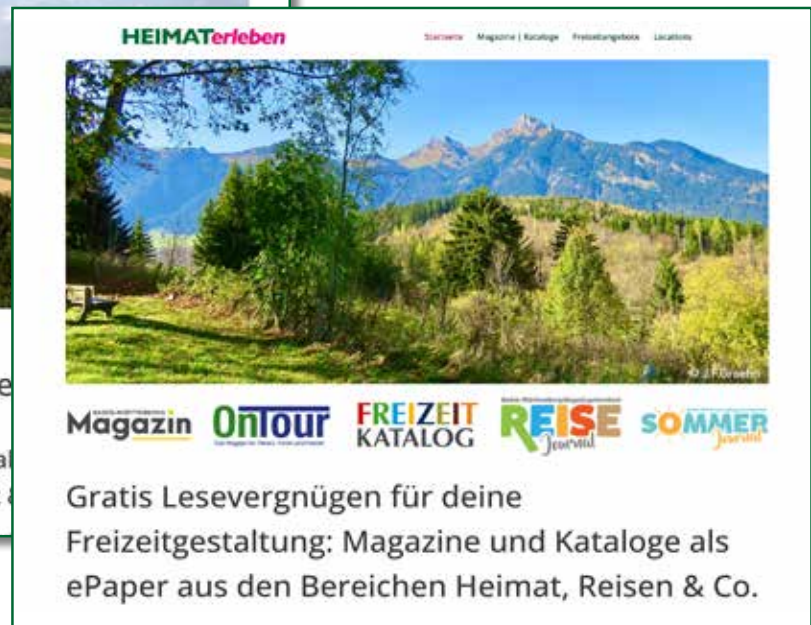 HEIMATerleben
Startseite Magazine | Kataloge Freizeitangebote Locations
Magazin OnTour FREIZEIT KATALOG REISE Journal SOMMER Journal
Gratis Lesevergnügen für deine
Freizeitgestaltung: Magazine und Kataloge als
ePaper aus den Bereichen Heimat, Reisen & Co.